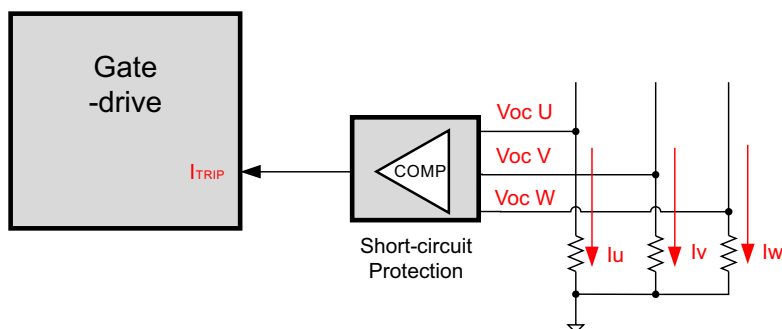 Gate
-drive
ITRIP
COMP
Short-circuit
Protection
Voc U
Voc V
Voc W
Iu
Iv
Iw